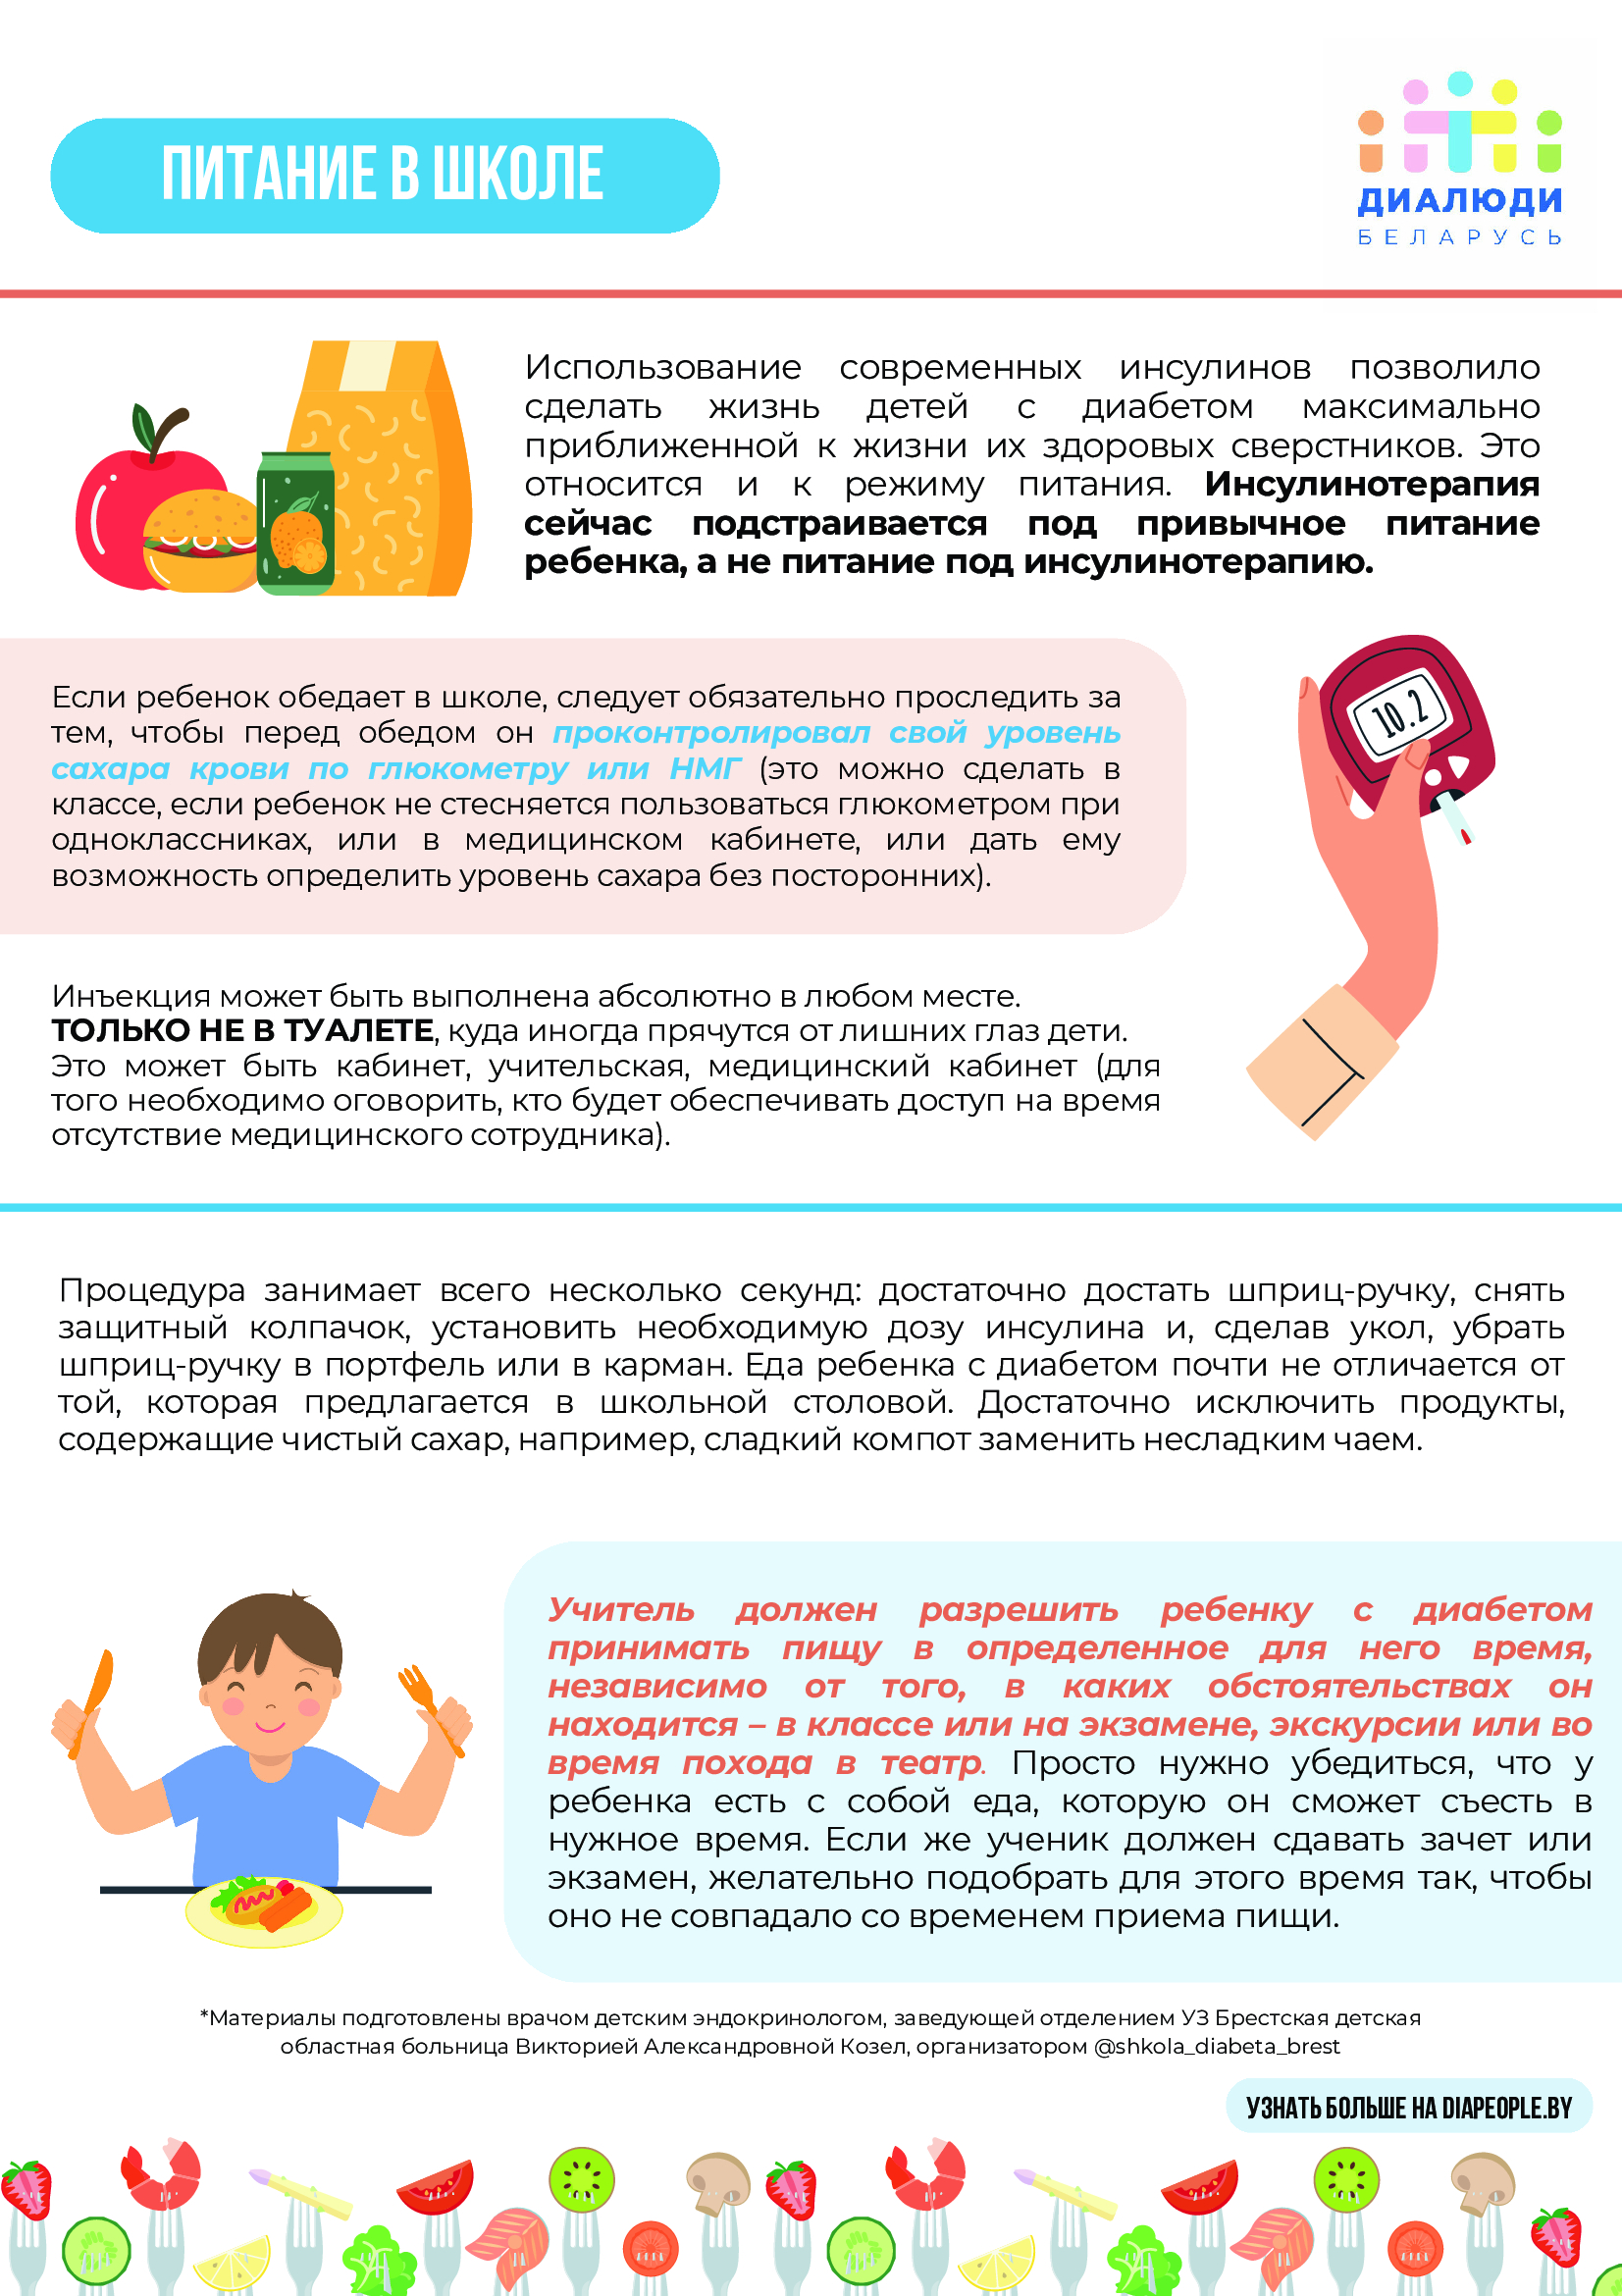 ПИТАНИЕ В ШКОЛЕ
ДИАЛЮДИ
БЕЛАРУСЬ
Использование современных инсулинов позволило
сделать жизнь детей с диабетом максимально
приближенной к жизни их здоровых сверстников. Это
относится и к режиму питания. Инсулинотерапия
сейчас подстраивается под привычное питание
ребенка, а не питание под инсулинотерапию.
10.2
Если ребенок обедает в школе, следует обязательно проследить за
тем, чтобы перед обедом он проконтролировал свой уровень
сахара крови по глюкометру или НМГ (это можно сделать в
классе, если ребенок не стесняется пользоваться глюкометром при
одноклассниках, или в медицинском кабинете, или дать ему
возможность определить уровень сахара без посторонних).
Инъекция может быть выполнена абсолютно в любом месте.
ТОЛЬКО НЕ В ТУАЛЕТЕ, куда иногда прячутся от лишних глаз дети.
Это может быть кабинет, учительская, медицинский кабинет (для
того необходимо оговорить, кто будет обеспечивать доступ на время
отсутствие медицинского сотрудника).
Процедура занимает всего несколько секунд: достаточно достать шприц-ручку, снять
защитный колпачок, установить необходимую дозу инсулина и, сделав укол, убрать
шприц-ручку в портфель или в карман. Еда ребенка с диабетом почти не отличается от
той, которая предлагается в школьной столовой. Достаточно исключить продукты,
содержащие чистый сахар, например, сладкий компот заменить несладким чаем.
Учитель должен разрешить ребенку с диабетом
принимать пищу в определенное для него время,
независимо от того, в каких обстоятельствах он
находится – в классе или на экзамене, экскурсии или во
время похода в театр. Просто нужно убедиться, что у
ребенка есть с собой еда, которую он сможет съесть в
нужное время. Если же ученик должен сдавать зачет или
экзамен, желательно подобрать для этого время так, чтобы
оно не совпадало со временем приема пищи.
*Материалы подготовлены врачом детским эндокринологом, заведующей отделением УЗ Брестская детская
областная больница Викторией Александровной Козел, организатором @shkola_diabeta_brest
УЗНАТЬ БОЛЬШЕ НА DIAPEOPLE.BY